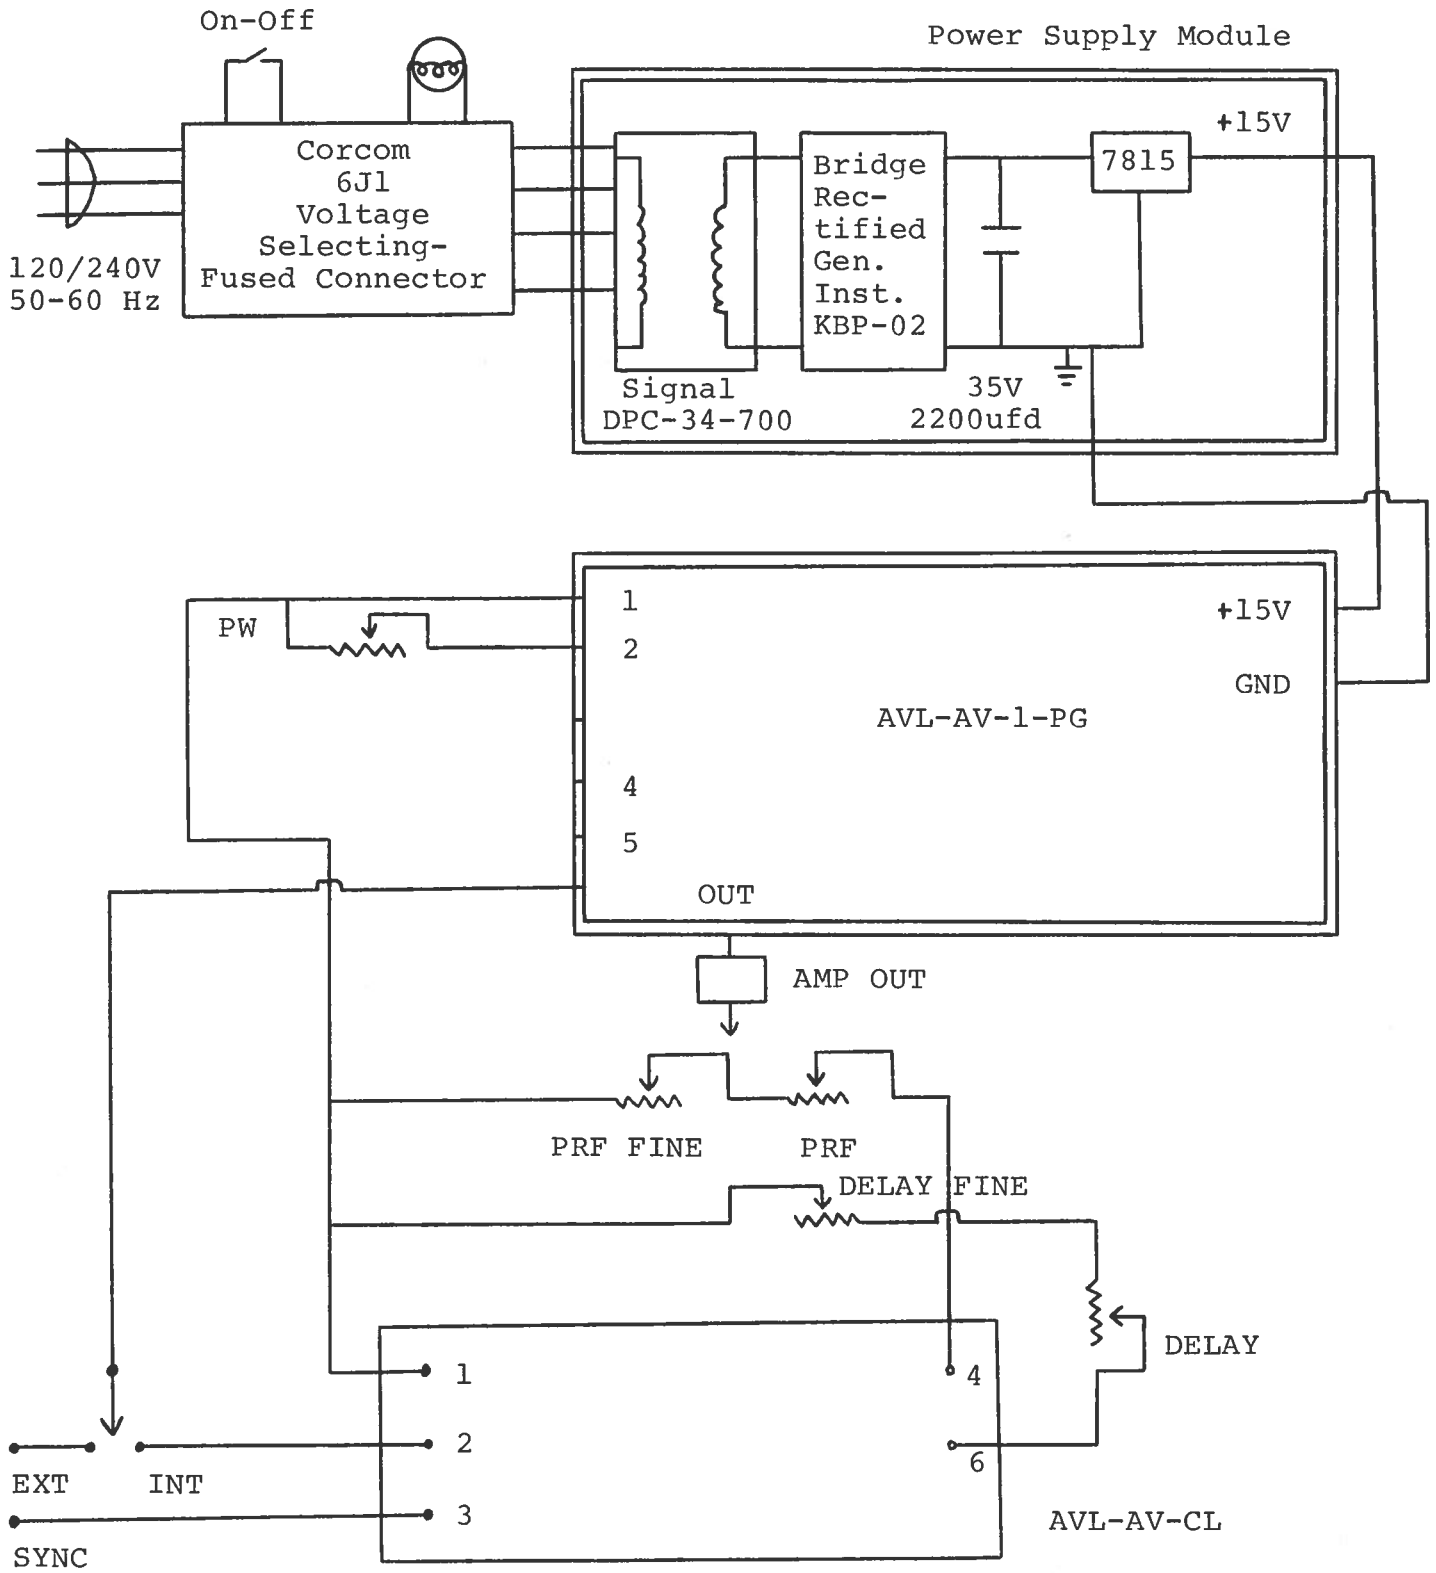 On-Off
Power Supply Module
+15V
Corcom
6J1
Voltage
Selecting-
Fused Connector
120/240V
50-60 Hz
Bridge
Rec-
tified
Gen.
Inst.
KBP-02
7815
Signal
DPC-34-700
35V
2200ufd
1
PW
2
+15V
GND
AVL-AV-1-PG
4
5
OUT
AMP OUT
PRF FINE
PRF
DELAY FINE
DELAY
1
4
2
6
EXT
INT
3
AVL-AV-CL
SYNC